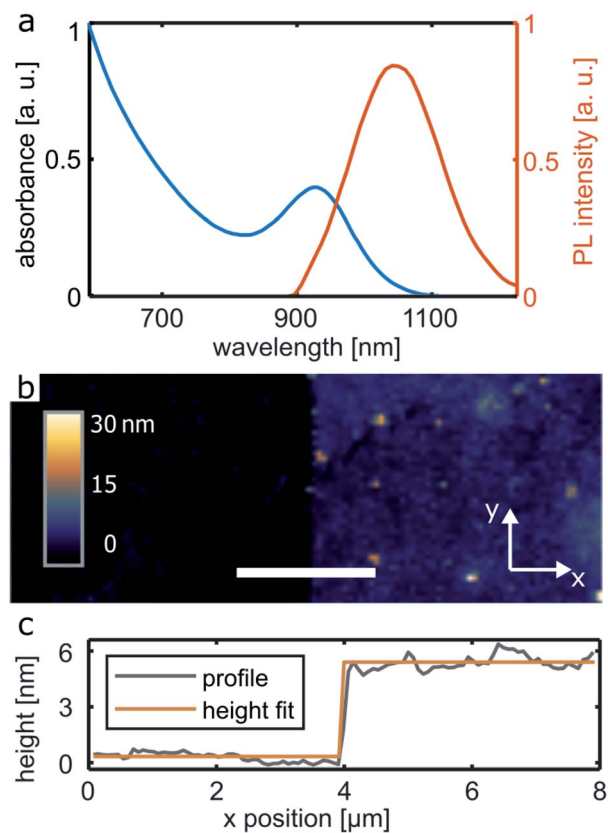 a
1
1
absorbance [a. u.]
0.5
0.5
PL intensity [a. u.]
0
0
700
900
1100
wavelength [nm]
b
30 nm
15
0
y
x
c
6
3
0
height [nm]
profile
height fit
0
2
4
6
8
x position [µm]